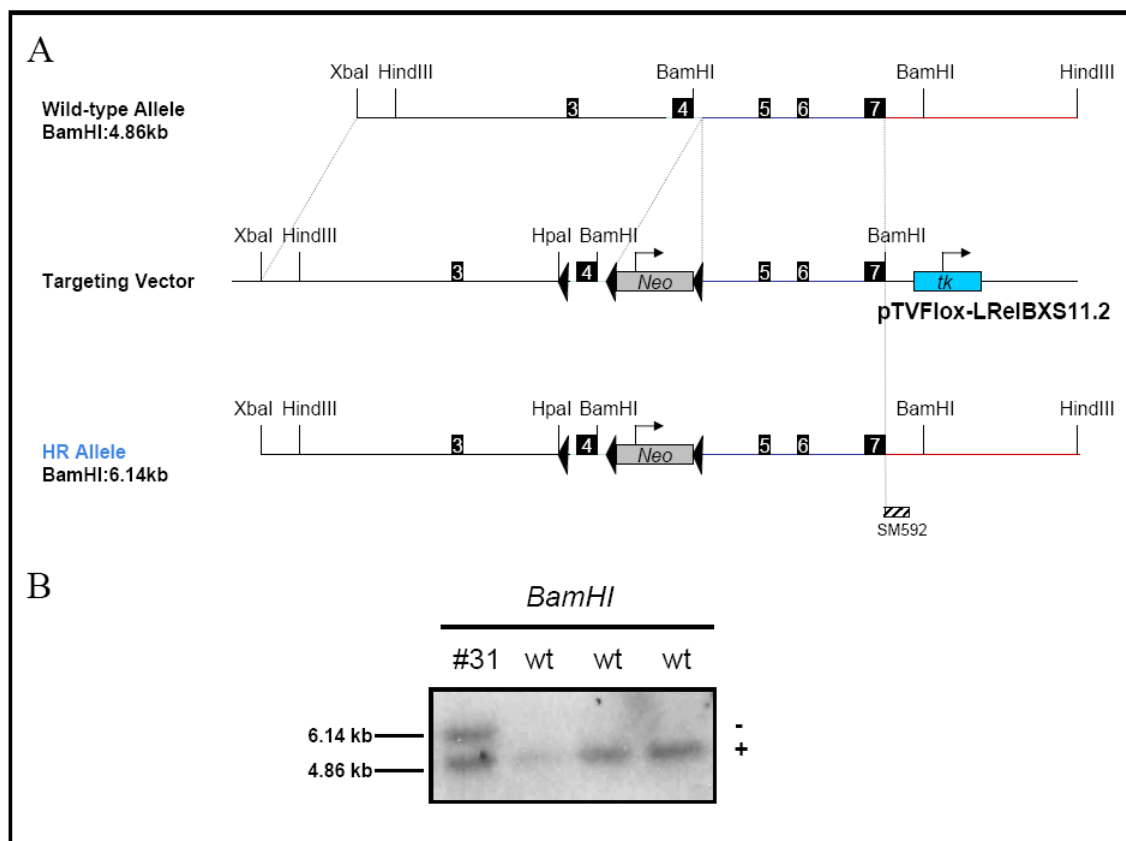 A
XbaI HindIII BamHI BamHI HindIII
Wild-type Allele
BamHI:4.86kb
3 4 5 6 7
XbaI HindIII HpaI BamHI BamHI
Targeting Vector
3 4 Neo 5 6 7 tk
pTVFlox-LRelBXS11.2
XbaI HindIII HpaI BamHI BamHI HindIII
HR Allele
BamHI:6.14kb
3 4 Neo 5 6 7
SM592
B
BamHI
#31 wt wt wt
6.14 kb -
4.86 kb +